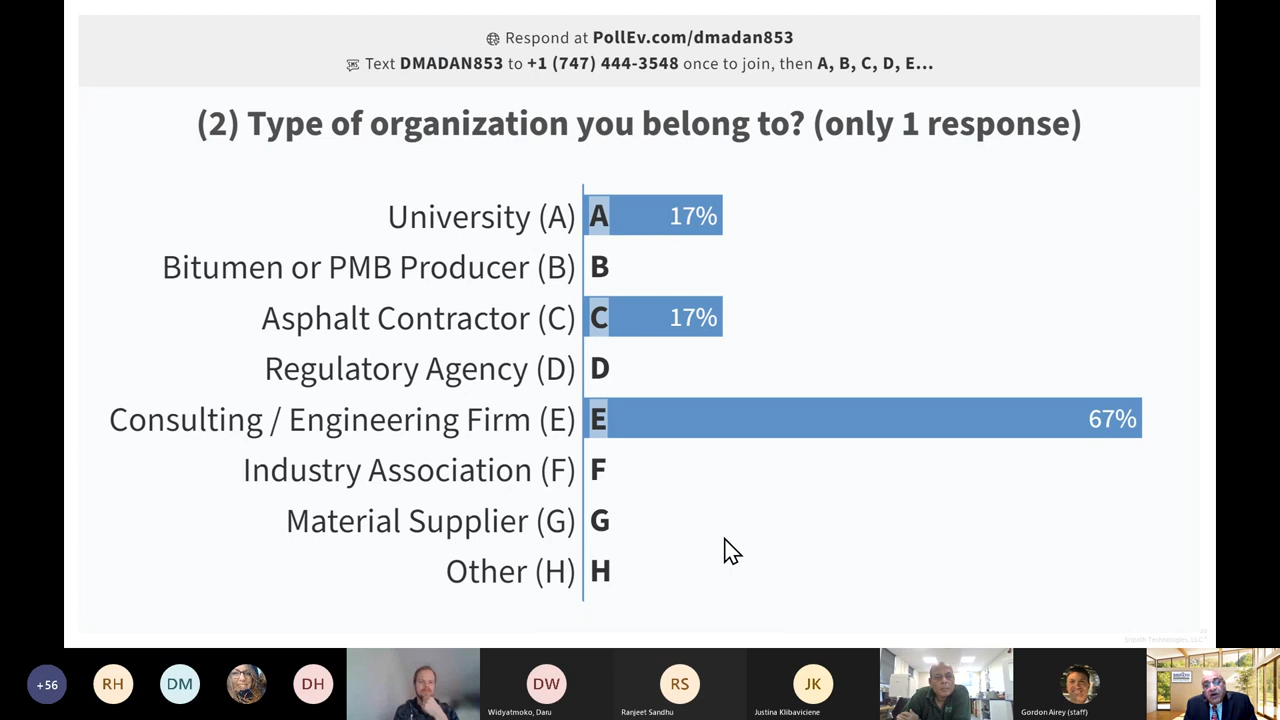 Respond at PollEv.com/dmadan853
Text DMADAN853 to +1 (747) 444-3548 once to join, then A, B, C, D, E...
(2) Type of organization you belong to? (only 1 response)
University (A) A 17%
Bitumen or PMB Producer (B) B
Asphalt Contractor (C) C 17%
Regulatory Agency (D) D
Consulting / Engineering Firm (E) E 67%
Industry Association (F) F
Material Supplier (G) G
Other (H) H
Sripath Technologies, LLC
+56 RH DM DH DW RS JK
Widyatmoko, Daru Ranjeet Sandhu Justina Klibaviciene Gordon Airey (staff)